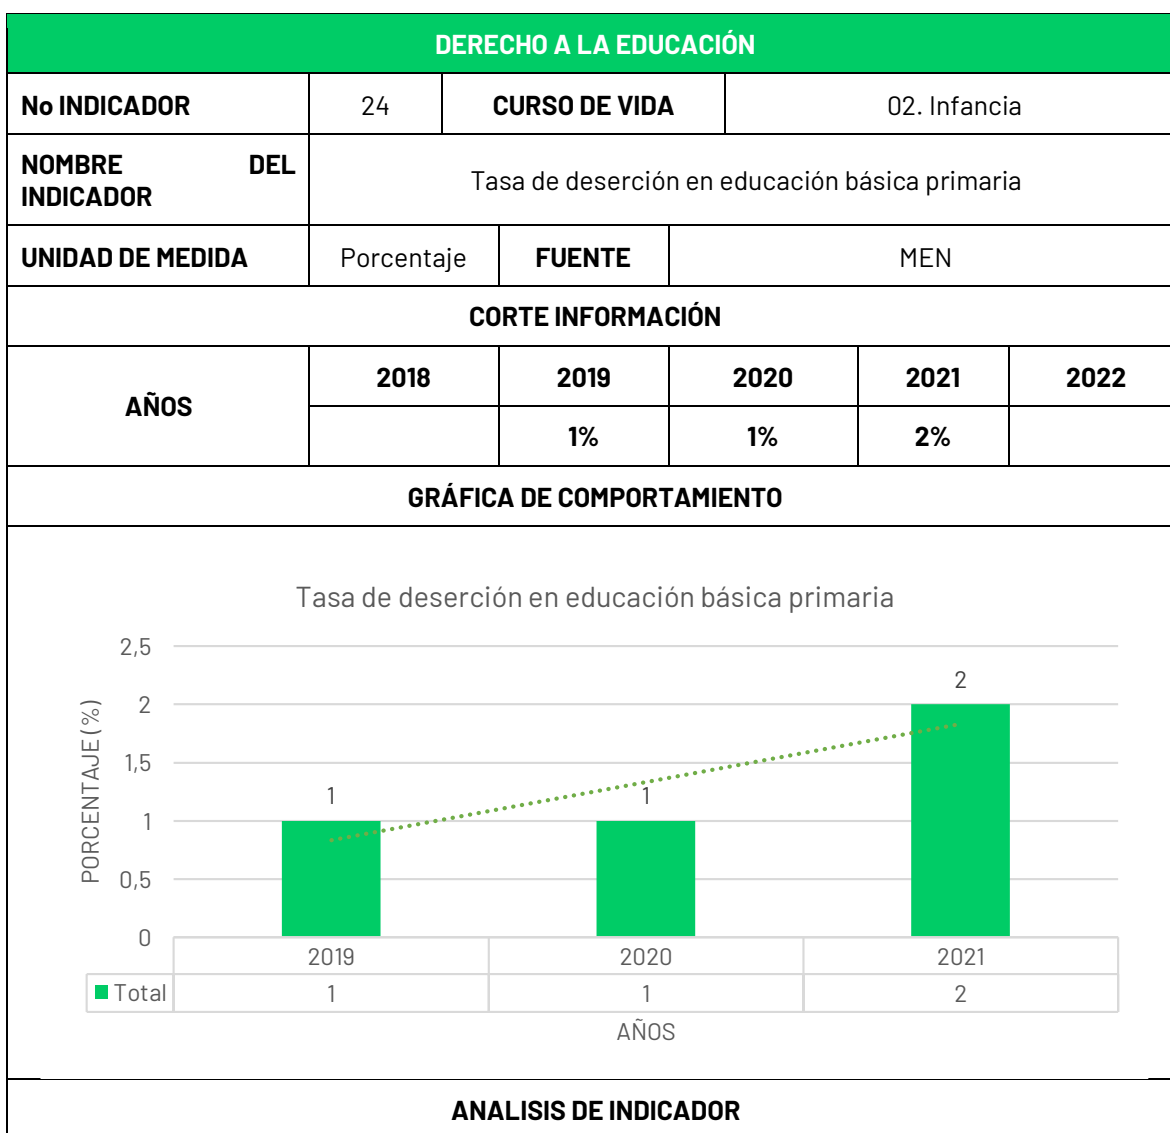 DERECHO A LA EDUCACIÓN
No INDICADOR 24 CURSO DE VIDA 02. Infancia
NOMBRE DEL
INDICADOR
Tasa de deserción en educación básica primaria
UNIDAD DE MEDIDA Porcentaje FUENTE MEN
CORTE INFORMACIÓN
AÑOS
2018 2019 2020 2021 2022
1% 1% 2%
GRÁFICA DE COMPORTAMIENTO
Tasa de deserción en educación básica primaria
PORCENTAJE (%)
2,5
2
1,5
1
0,5
0
1 1 2
2019 2020 2021
Total 1 1 2
AÑOS
ANALISIS DE INDICADOR